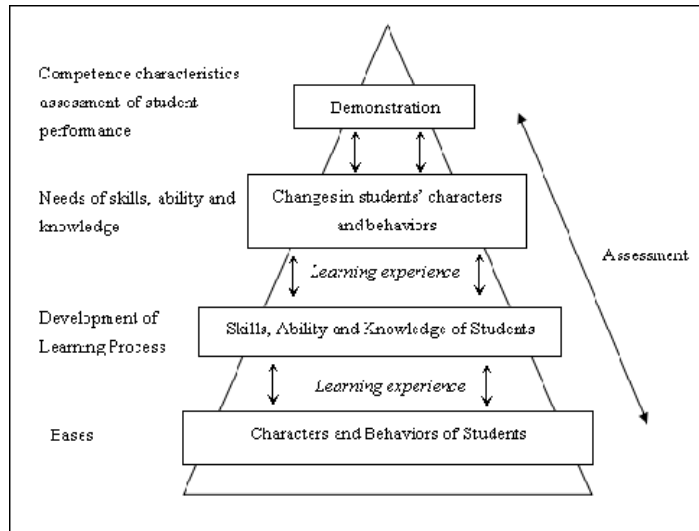 Competence characteristics
assessment of student
performance
Demonstration
Needs of skills, ability and
knowledge
Changes in students' characters
and behaviors
Learning experience
Assessment
Development of
Learning Process
Skills, Ability and Knowledge of Students
Learning experience
Eases
Characters and Behaviors of Students